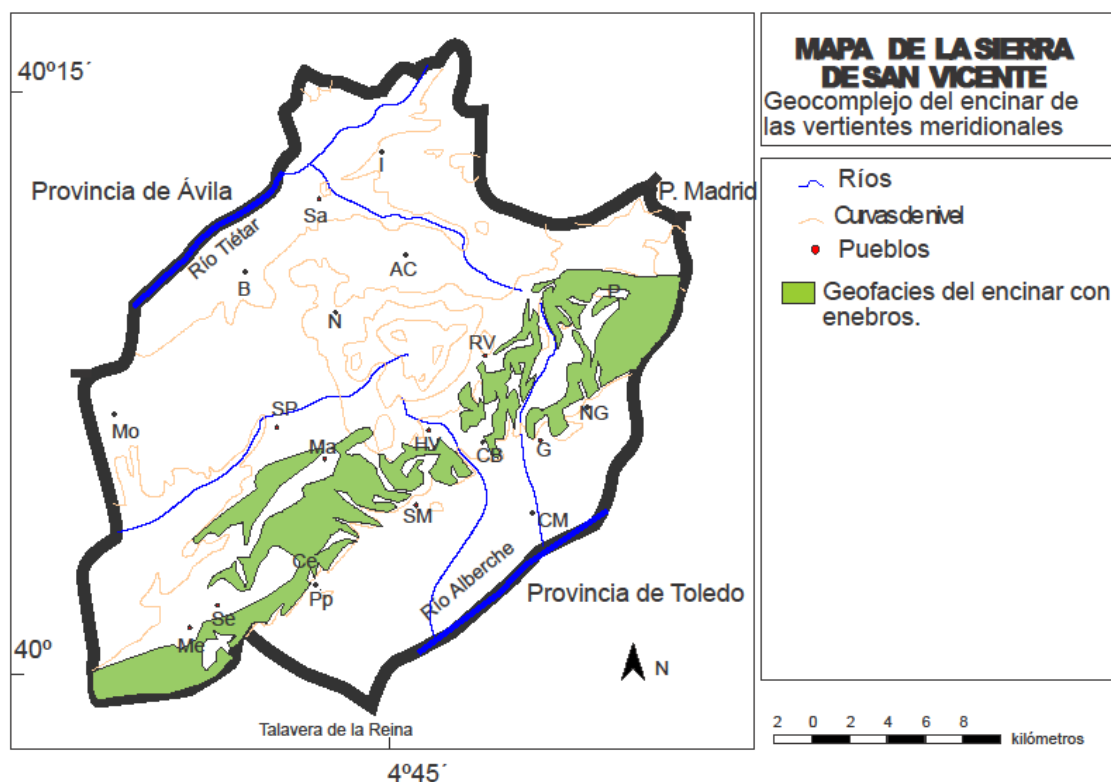 MAPA DE LA SIERRA
DE SAN VICENTE
Geocomplejo del encinar de
las vertientes meridionales
Ríos
Curvas de nivel
Pueblos
Geofacies del encinar con
enebros.
2 0 2 4 6 8
kilómetros
40º15´
Provincia de Ávila
P. Madrid
Río Tiétar
I
Sa
B
AC
P
N
RV
NG
Mo
SP
Ma
HV
CB
G
SM
CM
Ce
Pp
Río Alberche
Provincia de Toledo
Se
Me
40º
N
Talavera de la Reina
4º45´